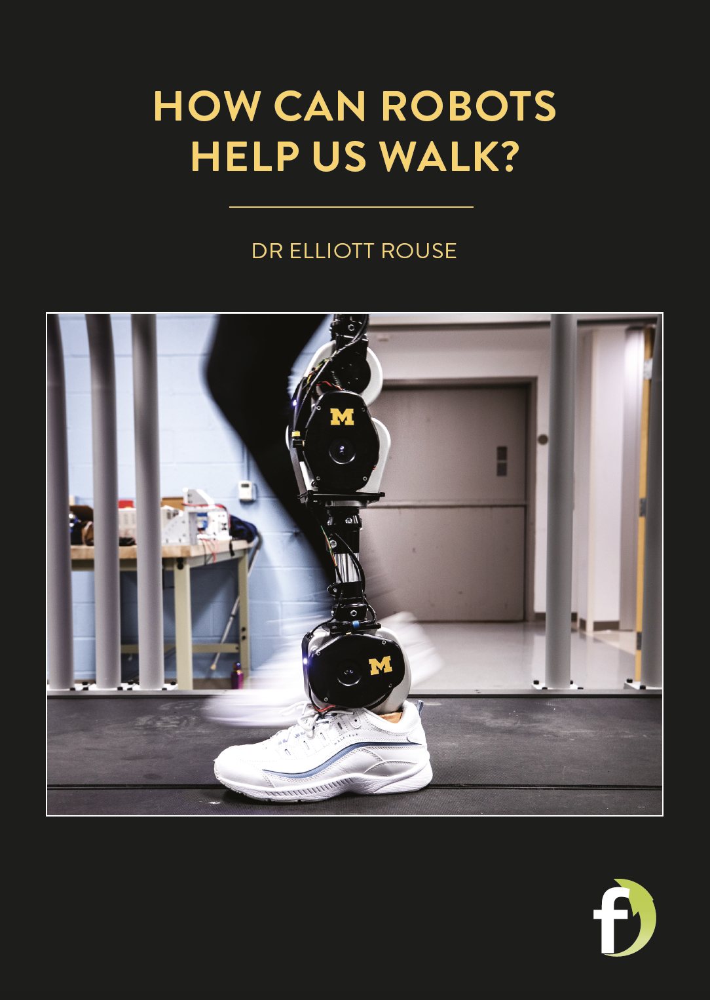 HOW CAN ROBOTS
HELP US WALK?
DR ELLIOTT ROUSE
M
M
f